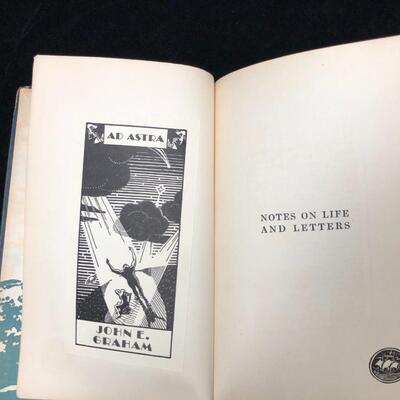 AD ASTRA
JOHN E.
GRAHAM
NOTES ON LIFE
AND LETTERS